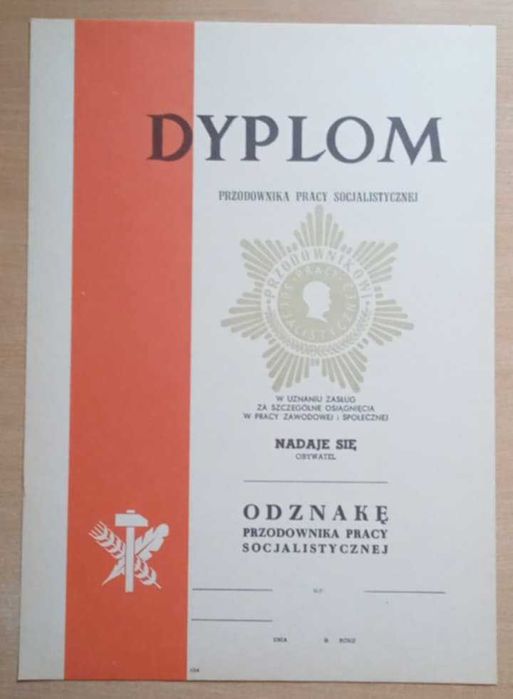 DYPLOM
PRZODOWNIKA PRACY SOCJALISTYCZNEJ
PRZODOWNIKOWI
PRACY SOCJALISTYCZNEJ
W UZNANIU ZASŁUG
ZA SZCZEGÓLNE OSIĄGNIĘCIA
W PRACY ZAWODOWEJ i SPOŁECZNEJ
NADAJE SIĘ
OBYWATEL
ODZNAKĘ
PRZODOWNIKA PRACY
SOCJALISTYCZNEJ
DNIA
R
ROKU